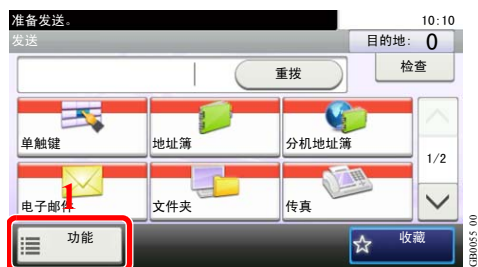 准备发送。 10:10
发送 目的地: 0
重拨 检查
单触键 地址簿 分机地址簿
1/2
电子邮件 文件夹 传真
1
功能 收藏
GB0055 00